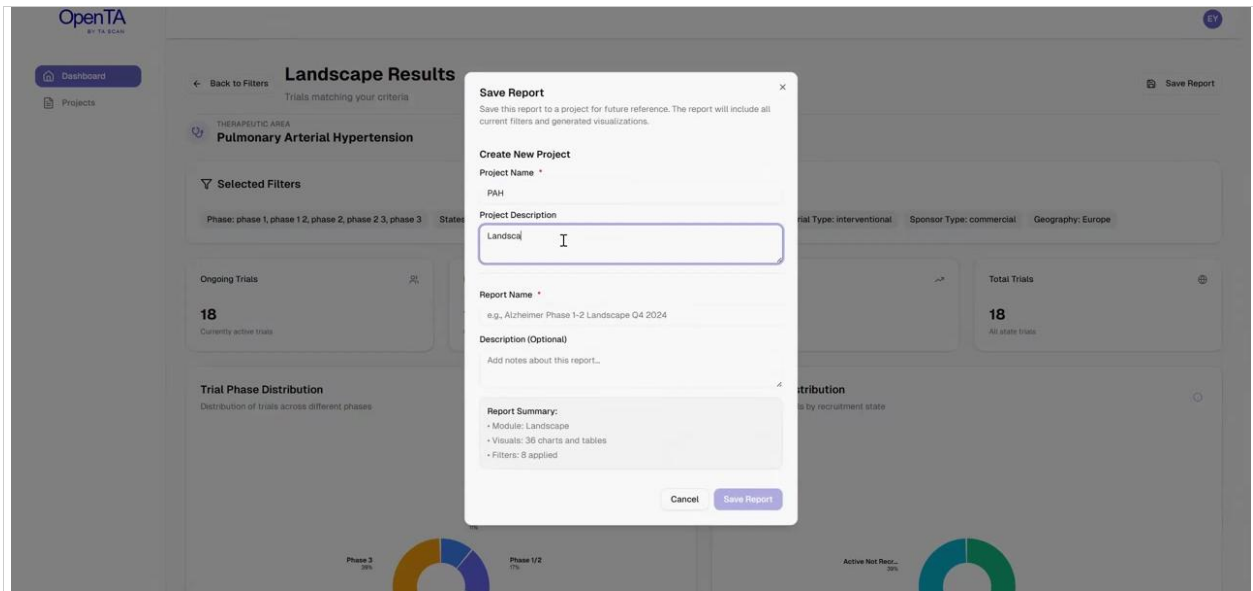 OpenTA
BY TA SCAN
EY
Dashboard
Projects
Back to Filters
Landscape Results
Trials matching your criteria
Save Report
THERAPEUTIC AREA
Pulmonary Arterial Hypertension
Selected Filters
Phase: phase 1, phase 1 2, phase 2, phase 2 3, phase 3
States
rial Type: interventional
Sponsor Type: commercial
Geography: Europe
Ongoing Trials
18
Currently active trials
Total Trials
18
All state trials
Trial Phase Distribution
Distribution of trials across different phases
stribution
ls by recruitment state
Phase 3
Phase 1/2
17%
Active Not Recr...
Save Report
Save this report to a project for future reference. The report will include all
current filters and generated visualizations.
Create New Project
Project Name *
PAH
Project Description
Landsca
Report Name *
e.g., Alzheimer Phase 1-2 Landscape Q4 2024
Description (Optional)
Add notes about this report...
Report Summary:
• Module: Landscape
• Visuals: 36 charts and tables
• Filters: 8 applied
Cancel
Save Report